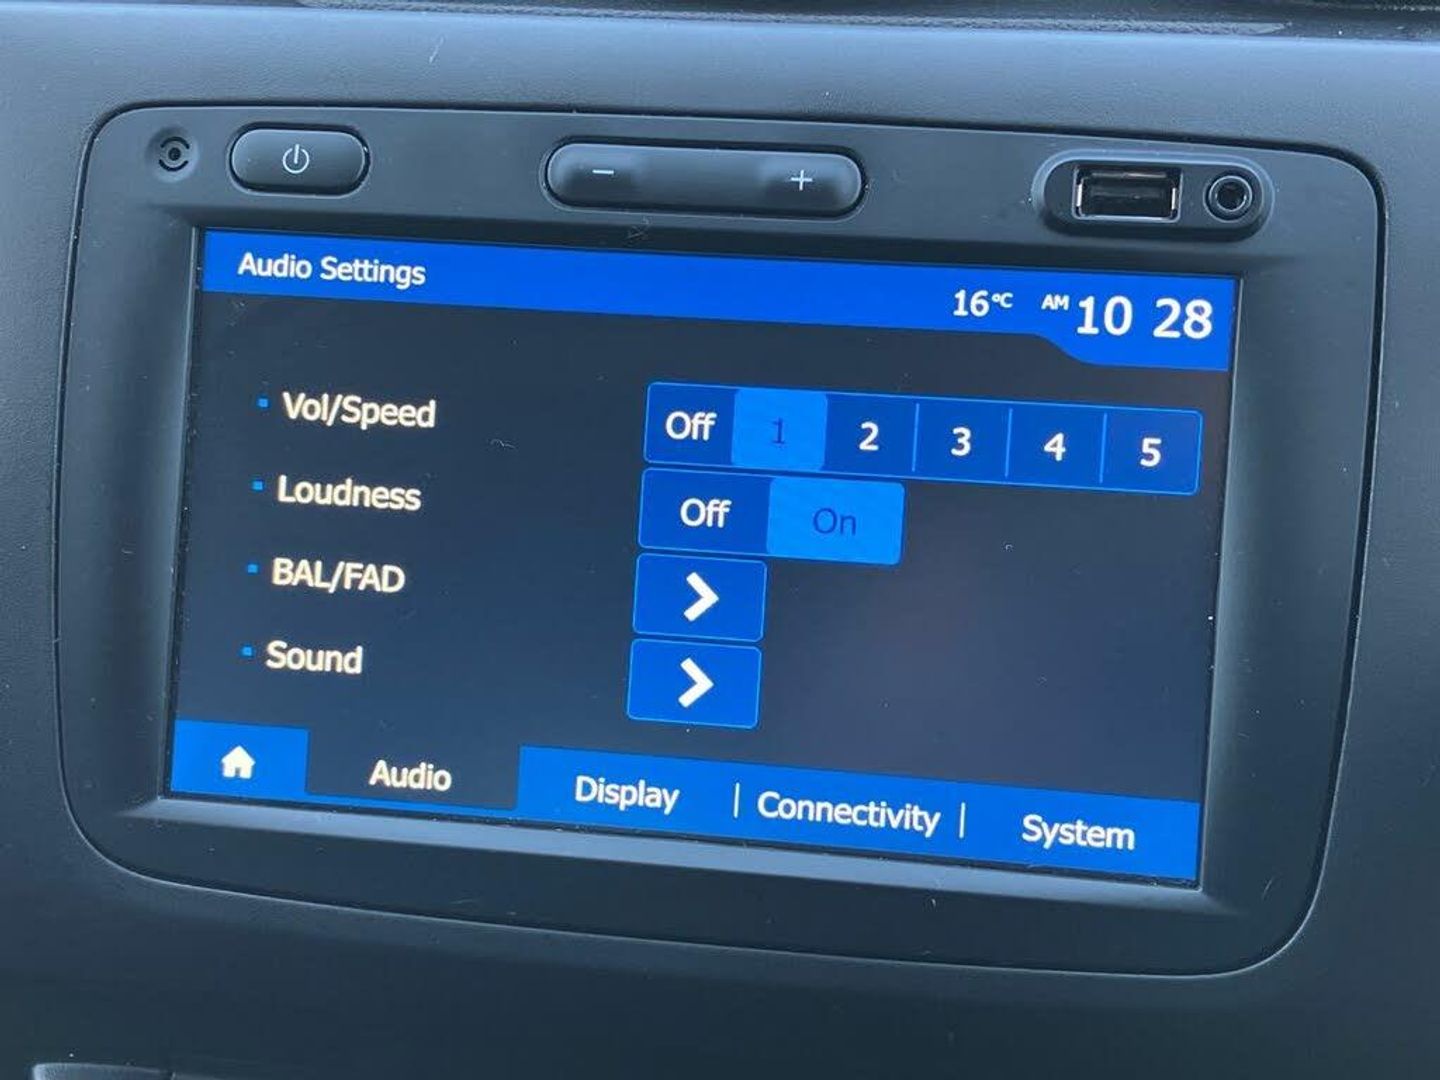 Audio Settings
16°C AM 10 28
Vol/Speed Off 1 2 3 4 5
Loudness Off On
BAL/FAD
Sound
Audio Display | Connectivity | System